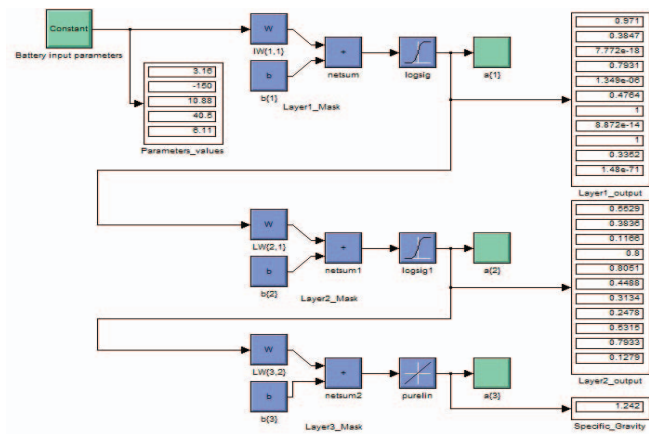 Constant
Battery input parameters
W
IW{1,1}
b
b{1}
+
netsum
logsig
a{1}
Layer1_Mask
3.16
-150
10.88
40.5
6.11
Parameters_values
0.971
0.3847
7.772e-18
0.7931
1.349e-06
0.4764
1
8.872e-14
1
0.3362
1.48e-71
Layer1_output
W
LW{2,1}
b
b{2}
+
netsum1
logsig1
a{2}
Layer2_Mask
0.5529
0.3836
0.1166
0.8
0.8051
0.4488
0.3134
0.2478
0.5315
0.7933
0.1279
Layer2_output
W
LW{3,2}
b
b{3}
+
netsum2
purelin
a{3}
Layer3_Mask
1.242
Specific_Gravity